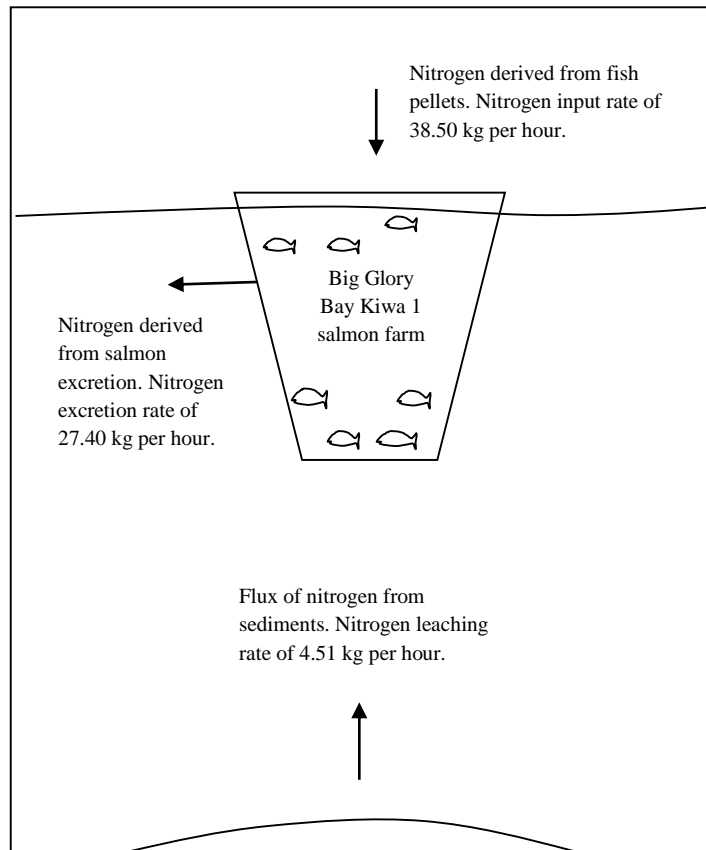 Nitrogen derived from fish
pellets. Nitrogen input rate of
38.50 kg per hour.
Big Glory
Bay Kiwa 1
salmon farm
Nitrogen derived
from salmon
excretion. Nitrogen
excretion rate of
27.40 kg per hour.
Flux of nitrogen from
sediments. Nitrogen leaching
rate of 4.51 kg per hour.